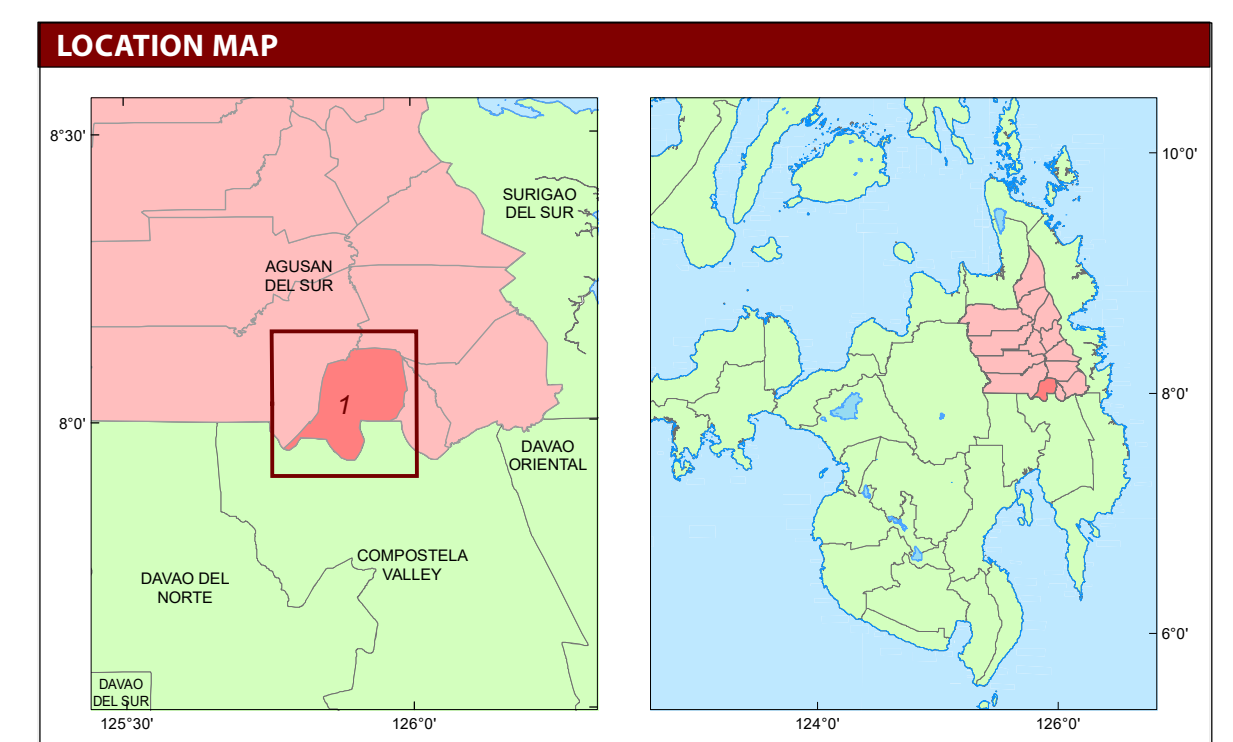 LOCATION MAP
8°30'
SURIGAO
DEL SUR
AGUSAN
DEL SUR
1
8°0'
DAVAO
ORIENTAL
COMPOSTELA
VALLEY
DAVAO DEL
NORTE
DAVAO
DEL SUR
125°30'
126°0'
10°0'
8°0'
6°0'
124°0'
126°0'